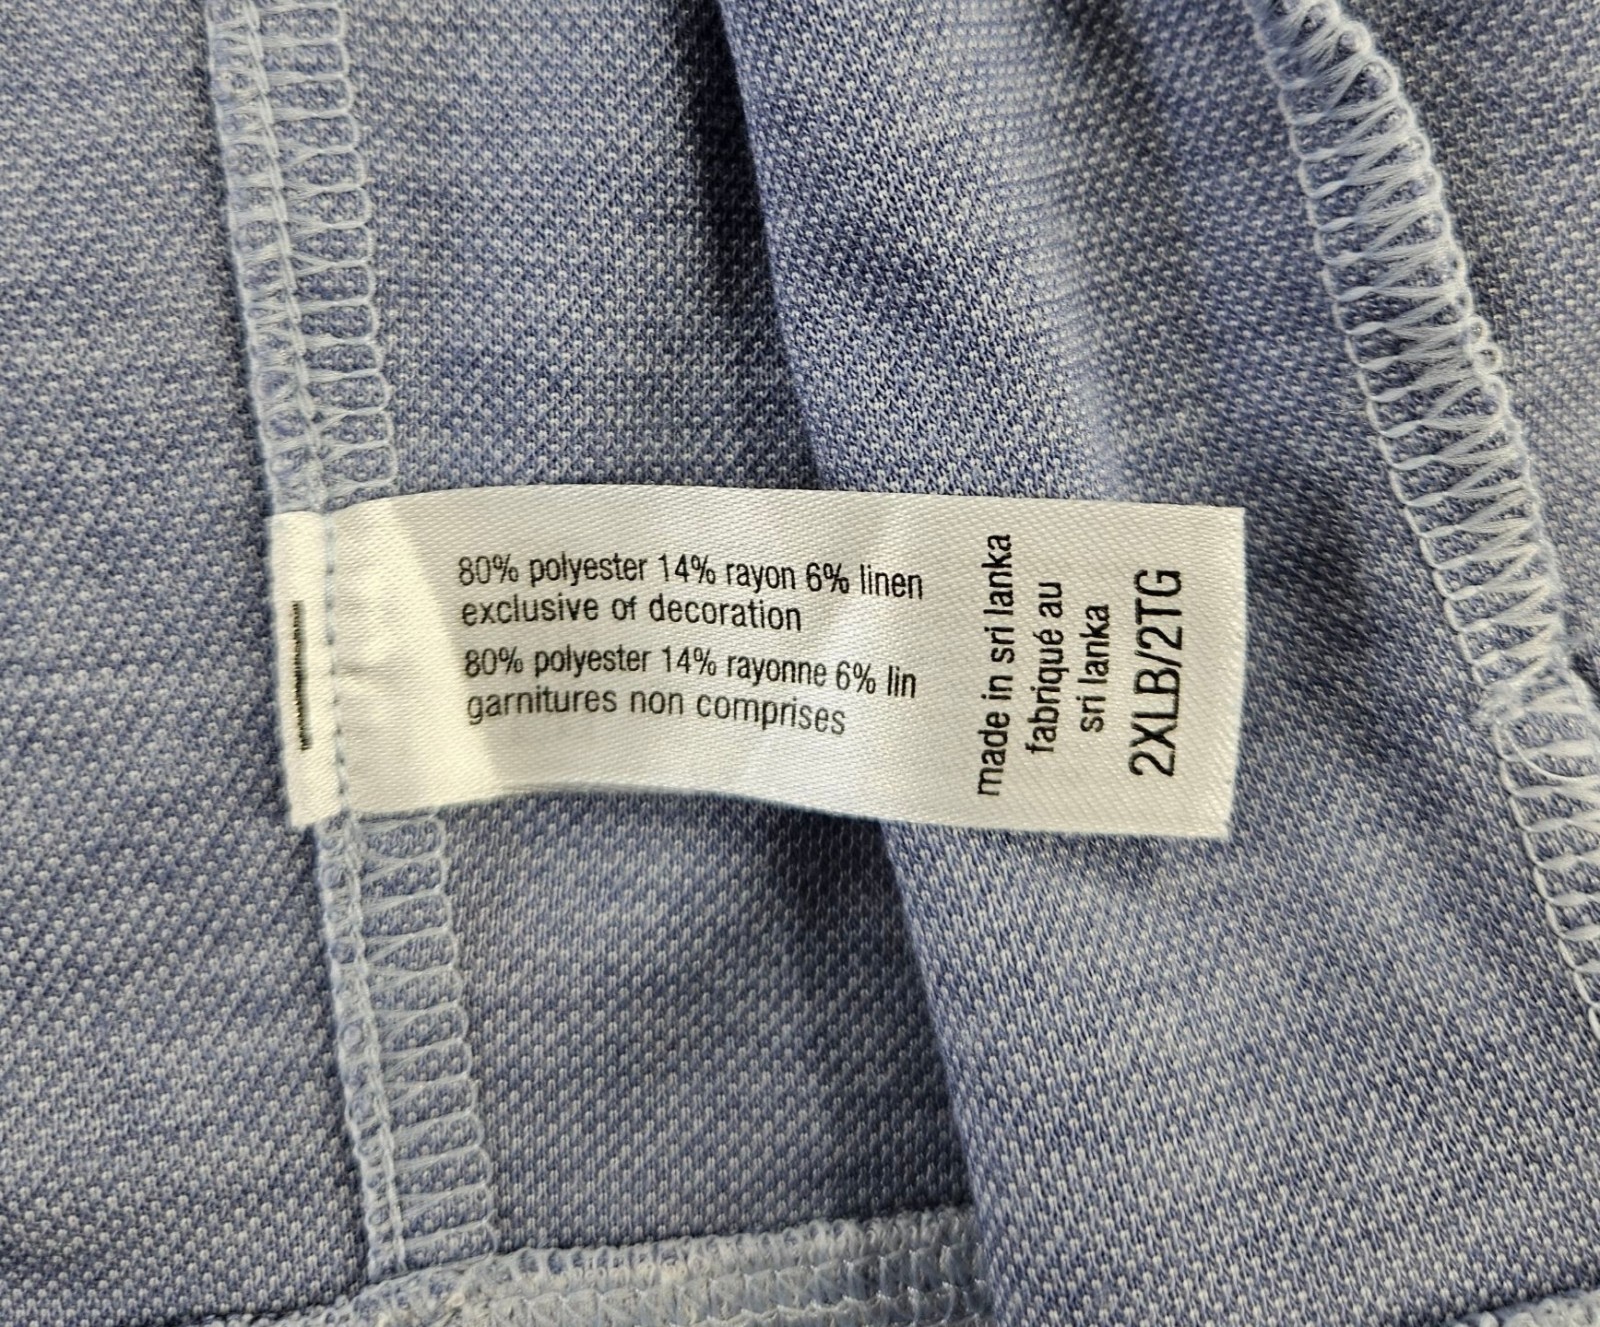 80% polyester 14% rayon 6% linen
exclusive of decoration
80% polyester 14% rayonne 6% lin
garnitures non comprises
made in sri lanka
fabriqué au
sri lanka
2XLB/2TG